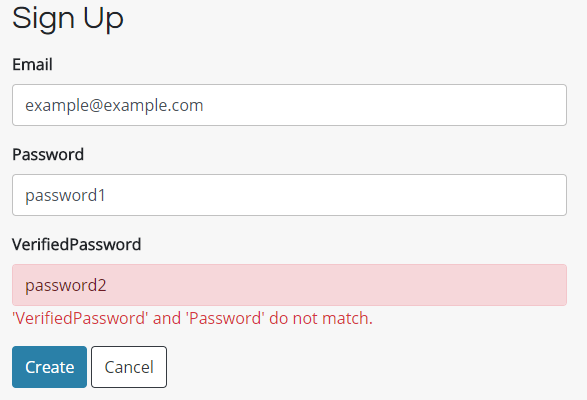 Sign Up
Email
example@example.com
Password
password1
VerifiedPassword
password2
'VerifiedPassword' and 'Password' do not match.
Create Cancel